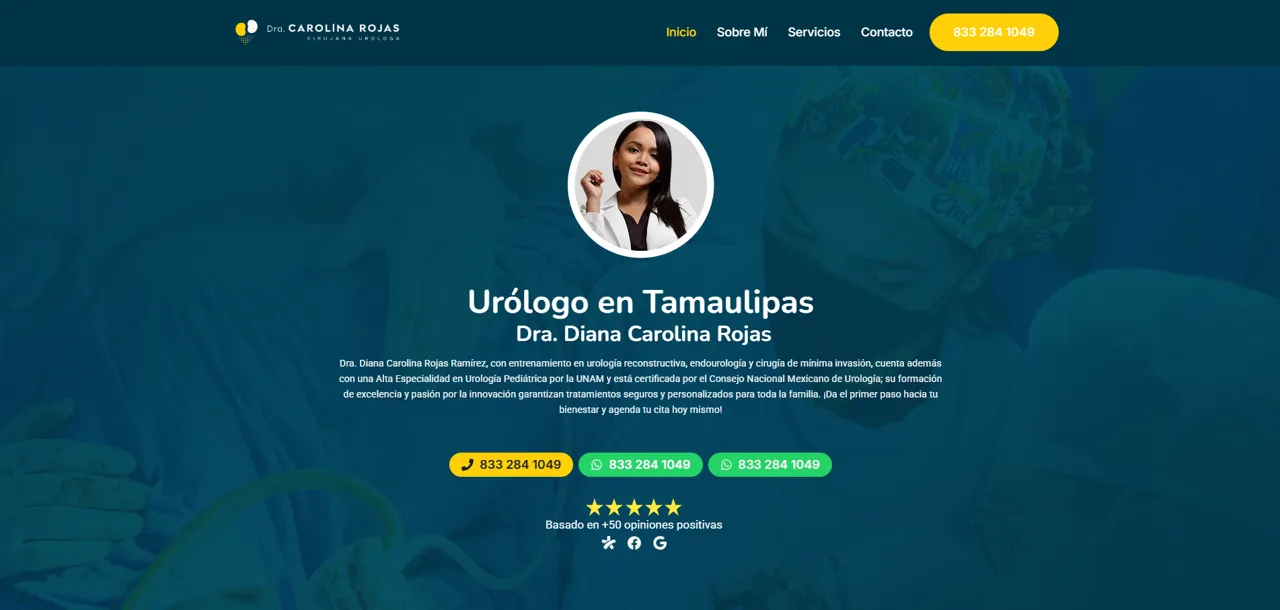 Dra. CAROLINA ROJAS
CIRUJANA URÓLOGA
Inicio
Sobre Mí
Servicios
Contacto
833 284 1049
Urólogo en Tamaulipas
Dra. Diana Carolina Rojas
Dra. Diana Carolina Rojas Ramírez, con entrenamiento en urología reconstructiva, endourología y cirugía de mínima invasión, cuenta además
con una Alta Especialidad en Urología Pediátrica por la UNAM y está certificada por el Consejo Nacional Mexicano de Urología; su formación
de excelencia y pasión por la innovación garantizan tratamientos seguros y personalizados para toda la familia. ¡Da el primer paso hacia tu
bienestar y agenda tu cita hoy mismo!
833 284 1049
833 284 1049
833 284 1049
Basado en +50 opiniones positivas